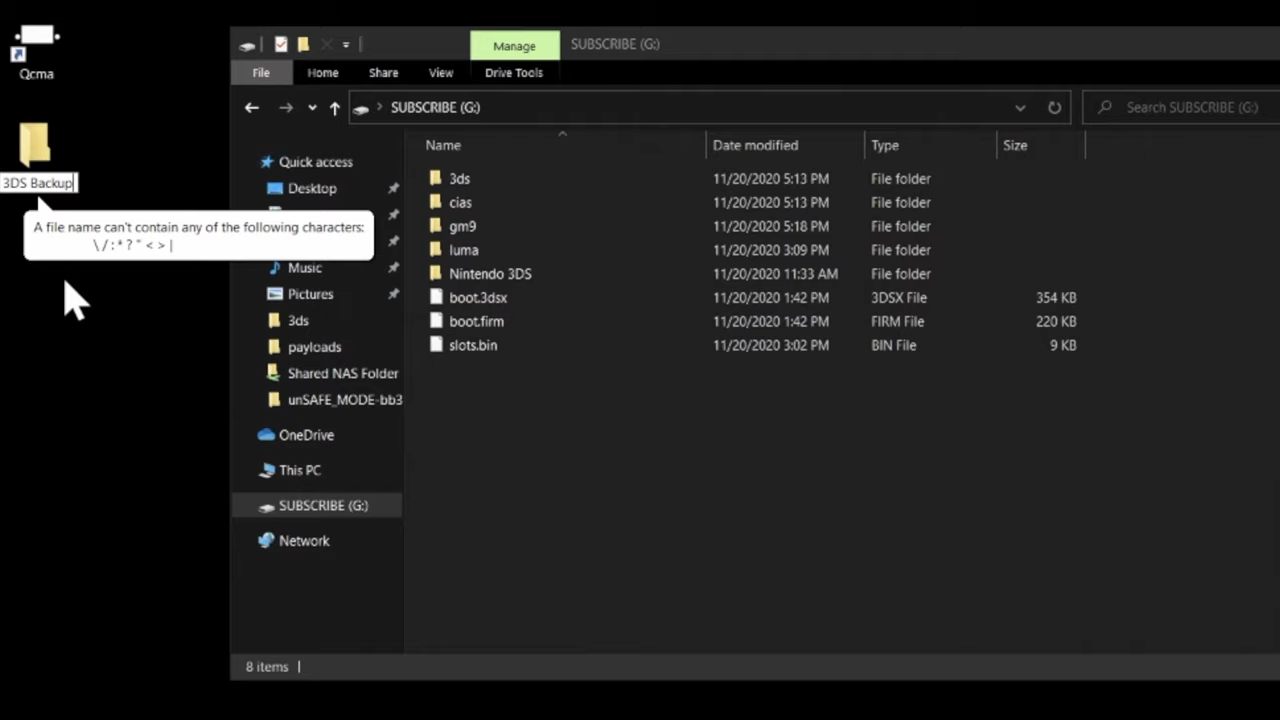 Qcma
3DS Backup
A file name can't contain any of the following characters:
\ / : * ? " < > |
Manage
SUBSCRIBE (G:)
File
Home
Share
View
Drive Tools
SUBSCRIBE (G:)
Search SUBSCRIBE (G:)
Quick access
Desktop
Music
Pictures
3ds
payloads
Shared NAS Folder
unSAFE_MODE-bb3
OneDrive
This PC
SUBSCRIBE (G:)
Network
Name Date modified Type Size
3ds 11/20/2020 5:13 PM File folder
cias 11/20/2020 5:13 PM File folder
gm9 11/20/2020 5:18 PM File folder
luma 11/20/2020 3:09 PM File folder
Nintendo 3DS 11/20/2020 11:33 AM File folder
boot.3dsx 11/20/2020 1:42 PM 3DSX File 354 KB
boot.firm 11/20/2020 1:42 PM FIRM File 220 KB
slots.bin 11/20/2020 3:02 PM BIN File 9 KB
8 items